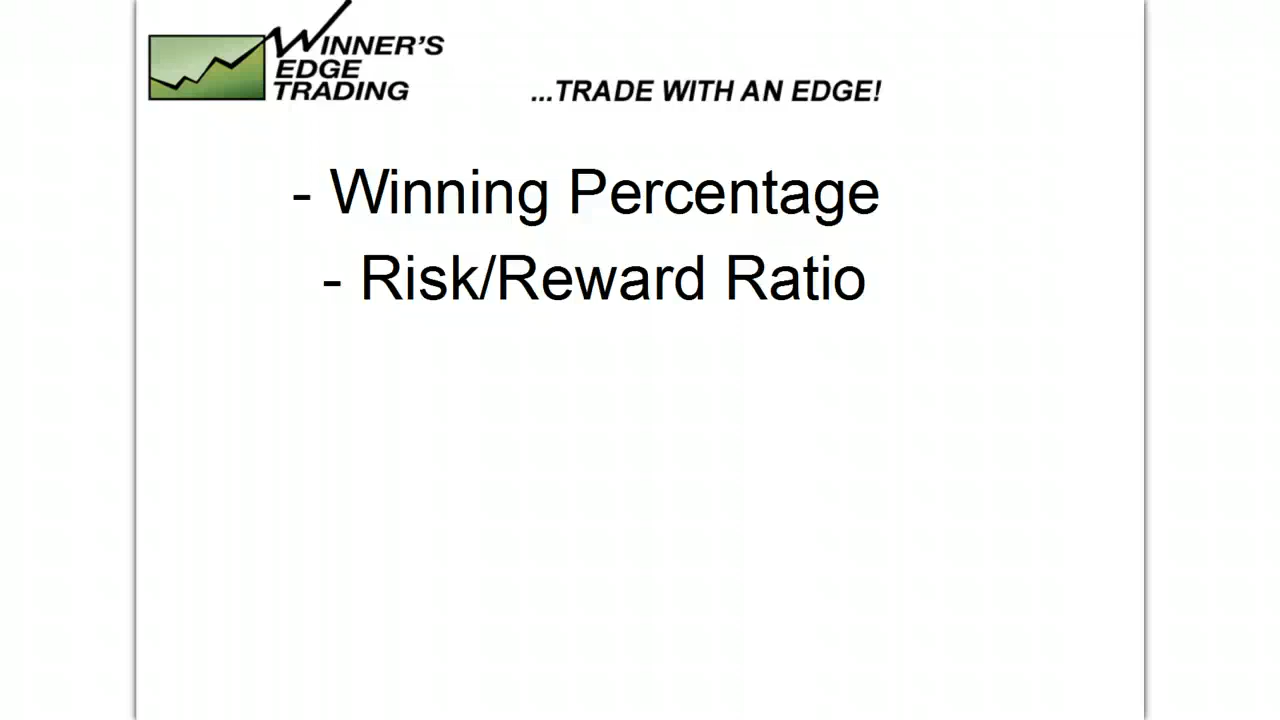 WINNER'S
EDGE
TRADING
...TRADE WITH AN EDGE!
- Winning Percentage
- Risk/Reward Ratio